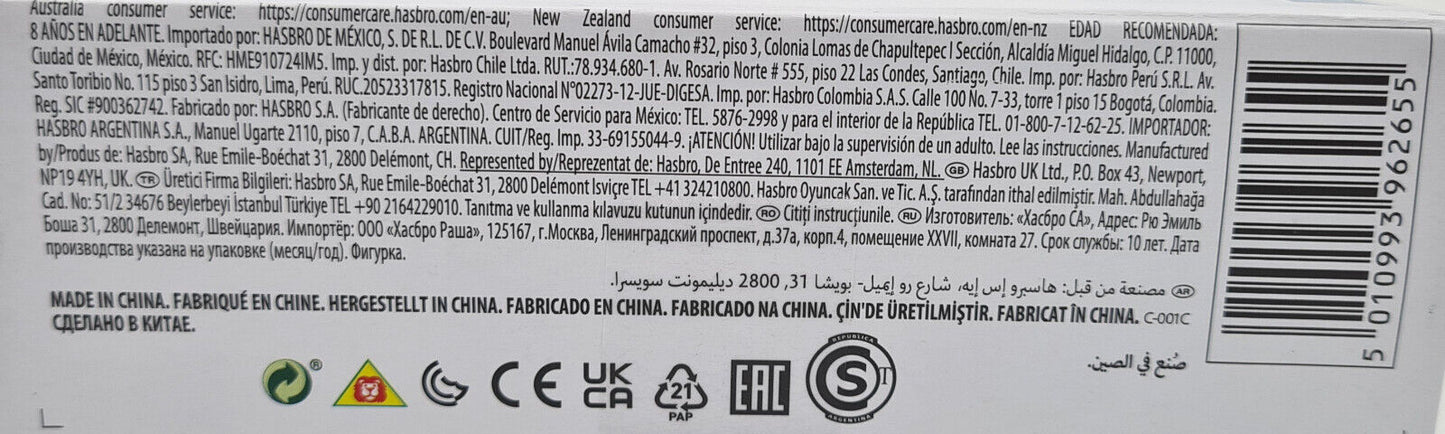 Australia consumer service: https://consumercare.hasbro.com/en-au; New Zealand consumer service: https://consumercare.hasbro.com/en-nz EDAD RECOMENDADA:
8 AÑOS EN ADELANTE. Importado por: HASBRO DE MÉXICO, S. DE R.L. DE C.V. Boulevard Manuel Ávila Camacho #32, piso 3, Colonia Lomas de Chapultepec I Sección, Alcaldía Miguel Hidalgo, C.P. 11000,
Ciudad de México, México. RFC: HME910724IM5. Imp. y dist. por: Hasbro Chile Ltda. RUT.:78.934.680-1. Av. Rosario Norte # 555, piso 22 Las Condes, Santiago, Chile. Imp. por: Hasbro Perú S.R.L. Av.
Santo Toribio No. 115 piso 3 San Isidro, Lima, Perú. RUC.20523317815. Registro Nacional N°02273-12-JUE-DIGESA. Imp. por: Hasbro Colombia S.A.S. Calle 100 No. 7-33, torre 1 piso 15 Bogotá, Colombia.
Reg. SIC #900362742. Fabricado por: HASBRO S.A. (Fabricante de derecho). Centro de Servicio para México: TEL. 5876-2998 y para el interior de la República TEL. 01-800-7-12-62-25. IMPORTADOR:
HASBRO ARGENTINA S.A., Manuel Ugarte 2110, piso 7, C.A.B.A. ARGENTINA. CUIT/Reg. Imp. 33-69155044-9. ¡ATENCIÓN! Utilizar bajo la supervisión de un adulto. Lee las instrucciones. Manufactured
by/Produs de: Hasbro SA, Rue Emile-Boéchat 31, 2800 Delémont, CH. Represented by/Reprezentat de: Hasbro, De Entree 240, 1101 EE Amsterdam, NL. GB Hasbro UK Ltd., P.O. Box 43, Newport,
NP19 4YH, UK. TR Üretici Firma Bilgileri: Hasbro SA, Rue Emile-Boéchat 31, 2800 Delémont İsviçre TEL +41 324210800. Hasbro Oyuncak San. ve Tic. A.Ş. tarafından ithal edilmiştir. Mah. Abdullahağa
Cad. No: 51/2 34676 Beylerbeyi İstanbul Türkiye TEL +90 2164229010. Tanıtma ve kullanma kılavuzu kutunun içindedir. RO Citiți instrucțiunile. RU Изготовитель: «Хасбро СА», Адрес: Рю Эмиль
Боша 31, 2800 Делемонт, Швейцария. Импортёр: ООО «Хасбро Раша», 125167, г.Москва, Ленинградский проспект, д.37а, корп.4, помещение XXVII, комната 27. Срок службы: 10 лет. Дата
производства указана на упаковке (месяц/год). Фигурка.
AR مصنعة من قبل: هاسبرو إس إيه، شارع رو إميل- بويشا 31, 2800 ديليمونت سويسرا.
MADE IN CHINA. FABRIQUÉ EN CHINE. HERGESTELLT IN CHINA. FABRICADO EN CHINA. FABRICADO NA CHINA. ÇİN'DE ÜRETİLMİŞTİR. FABRICAT ÎN CHINA. C-001C
СДЕЛАНО В КИТАЕ.
صُنع في الصين.
5 010993 962655
® CE UK CA 21 PAP EAC REPUBLICA S T ARGENTINA